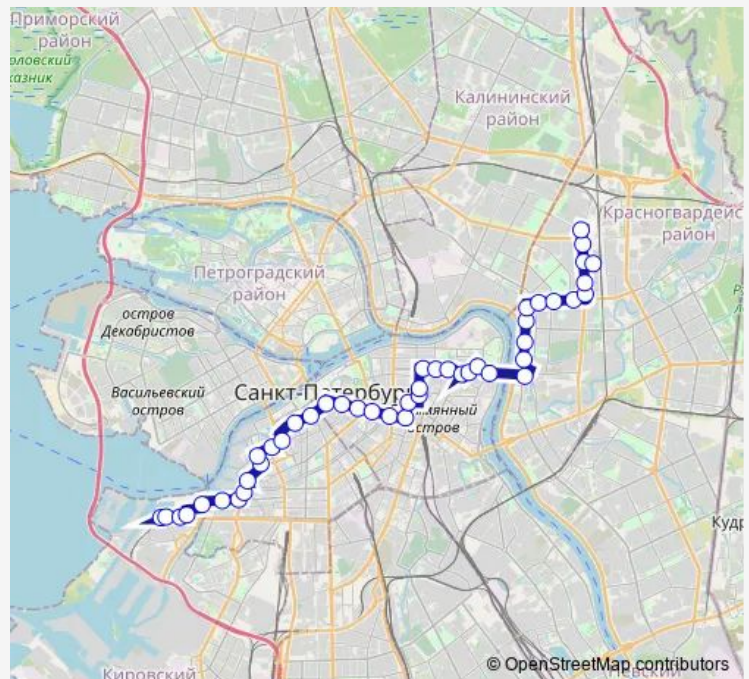 Приморский
район
казник
Калининский
район
Красногвардейс
район
Петроградский
район
остров
Декабристов
Васильевский
остров
Санкт-Петербург
остров
Кудр
Кировский
Невский
© OpenStreetMap contributors